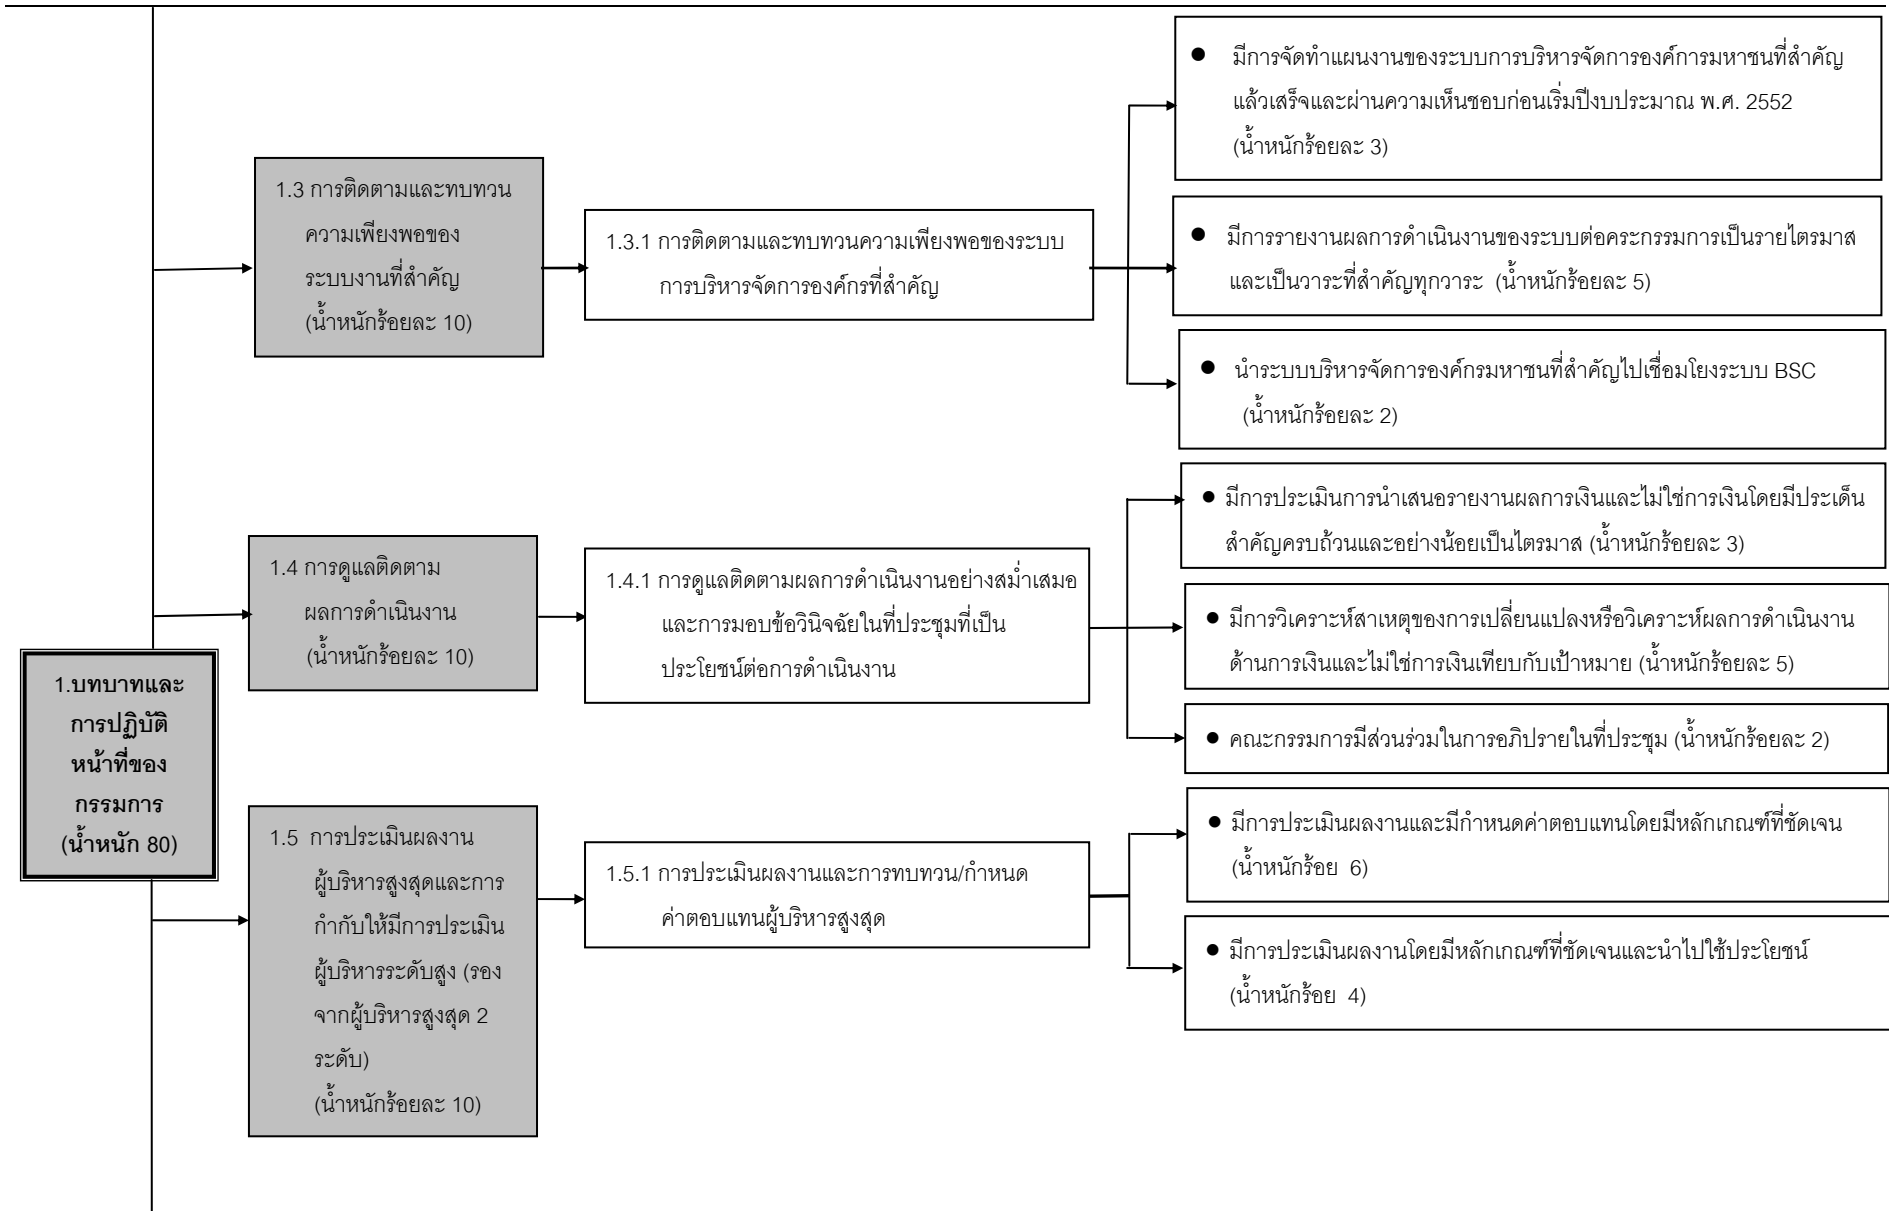 1.บทบาทและ
การปฏิบัติ
หน้าที่ของ
กรรมการ
(น้ำหนัก 80)
1.3 การติดตามและทบทวน
ความเพียงพอของ
ระบบงานที่สำคัญ
(น้ำหนักร้อยละ 10)
1.3.1 การติดตามและทบทวนความเพียงพอของระบบ
การบริหารจัดการองค์กรที่สำคัญ
● มีการจัดทำแผนงานของระบบการบริหารจัดการองค์การมหาชนที่สำคัญ
แล้วเสร็จและผ่านความเห็นชอบก่อนเริ่มปีงบประมาณ พ.ศ. 2552
(น้ำหนักร้อยละ 3)
● มีการรายงานผลการดำเนินงานของระบบต่อคระกรรมการเป็นรายไตรมาส
และเป็นวาระที่สำคัญทุกวาระ (น้ำหนักร้อยละ 5)
● นำระบบบริหารจัดการองค์กรมหาชนที่สำคัญไปเชื่อมโยงระบบ BSC
(น้ำหนักร้อยละ 2)
1.4 การดูแลติดตาม
ผลการดำเนินงาน
(น้ำหนักร้อยละ 10)
1.4.1 การดูแลติดตามผลการดำเนินงานอย่างสม่ำเสมอ
และการมอบข้อวินิจฉัยในที่ประชุมที่เป็น
ประโยชน์ต่อการดำเนินงาน
● มีการประเมินการนำเสนอรายงานผลการเงินและไม่ใช่การเงินโดยมีประเด็น
สำคัญครบถ้วนและอย่างน้อยเป็นไตรมาส (น้ำหนักร้อยละ 3)
● มีการวิเคราะห์สาเหตุของการเปลี่ยนแปลงหรือวิเคราะห์ผลการดำเนินงาน
ด้านการเงินและไม่ใช่การเงินเทียบกับเป้าหมาย (น้ำหนักร้อยละ 5)
● คณะกรรมการมีส่วนร่วมในการอภิปรายในที่ประชุม (น้ำหนักร้อยละ 2)
1.5 การประเมินผลงาน
ผู้บริหารสูงสุดและการ
กำกับให้มีการประเมิน
ผู้บริหารระดับสูง (รอง
จากผู้บริหารสูงสุด 2
ระดับ)
(น้ำหนักร้อยละ 10)
1.5.1 การประเมินผลงานและการทบทวน/กำหนด
ค่าตอบแทนผู้บริหารสูงสุด
● มีการประเมินผลงานและมีกำหนดค่าตอบแทนโดยมีหลักเกณฑ์ที่ชัดเจน
(น้ำหนักร้อย 6)
● มีการประเมินผลงานโดยมีหลักเกณฑ์ที่ชัดเจนและนำไปใช้ประโยชน์
(น้ำหนักร้อย 4)